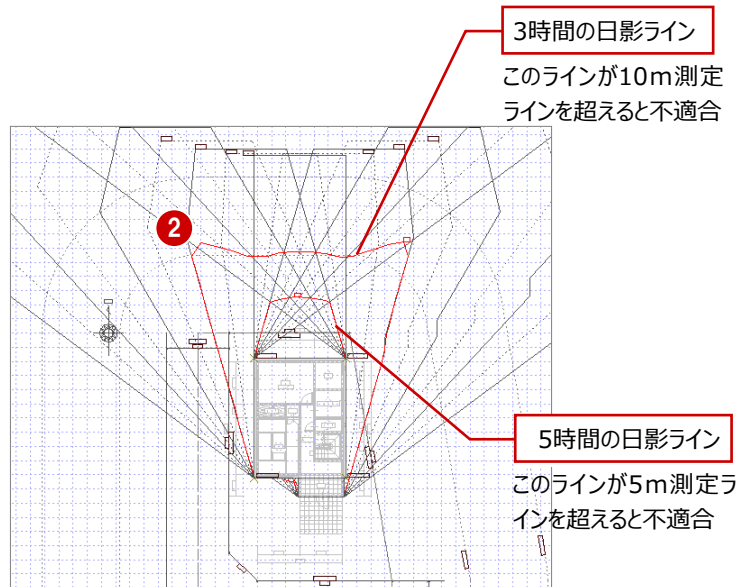 3時間の日影ライン
このラインが10m測定
ラインを超えると不適合
2
5時間の日影ライン
このラインが5m測定ラ
インを超えると不適合